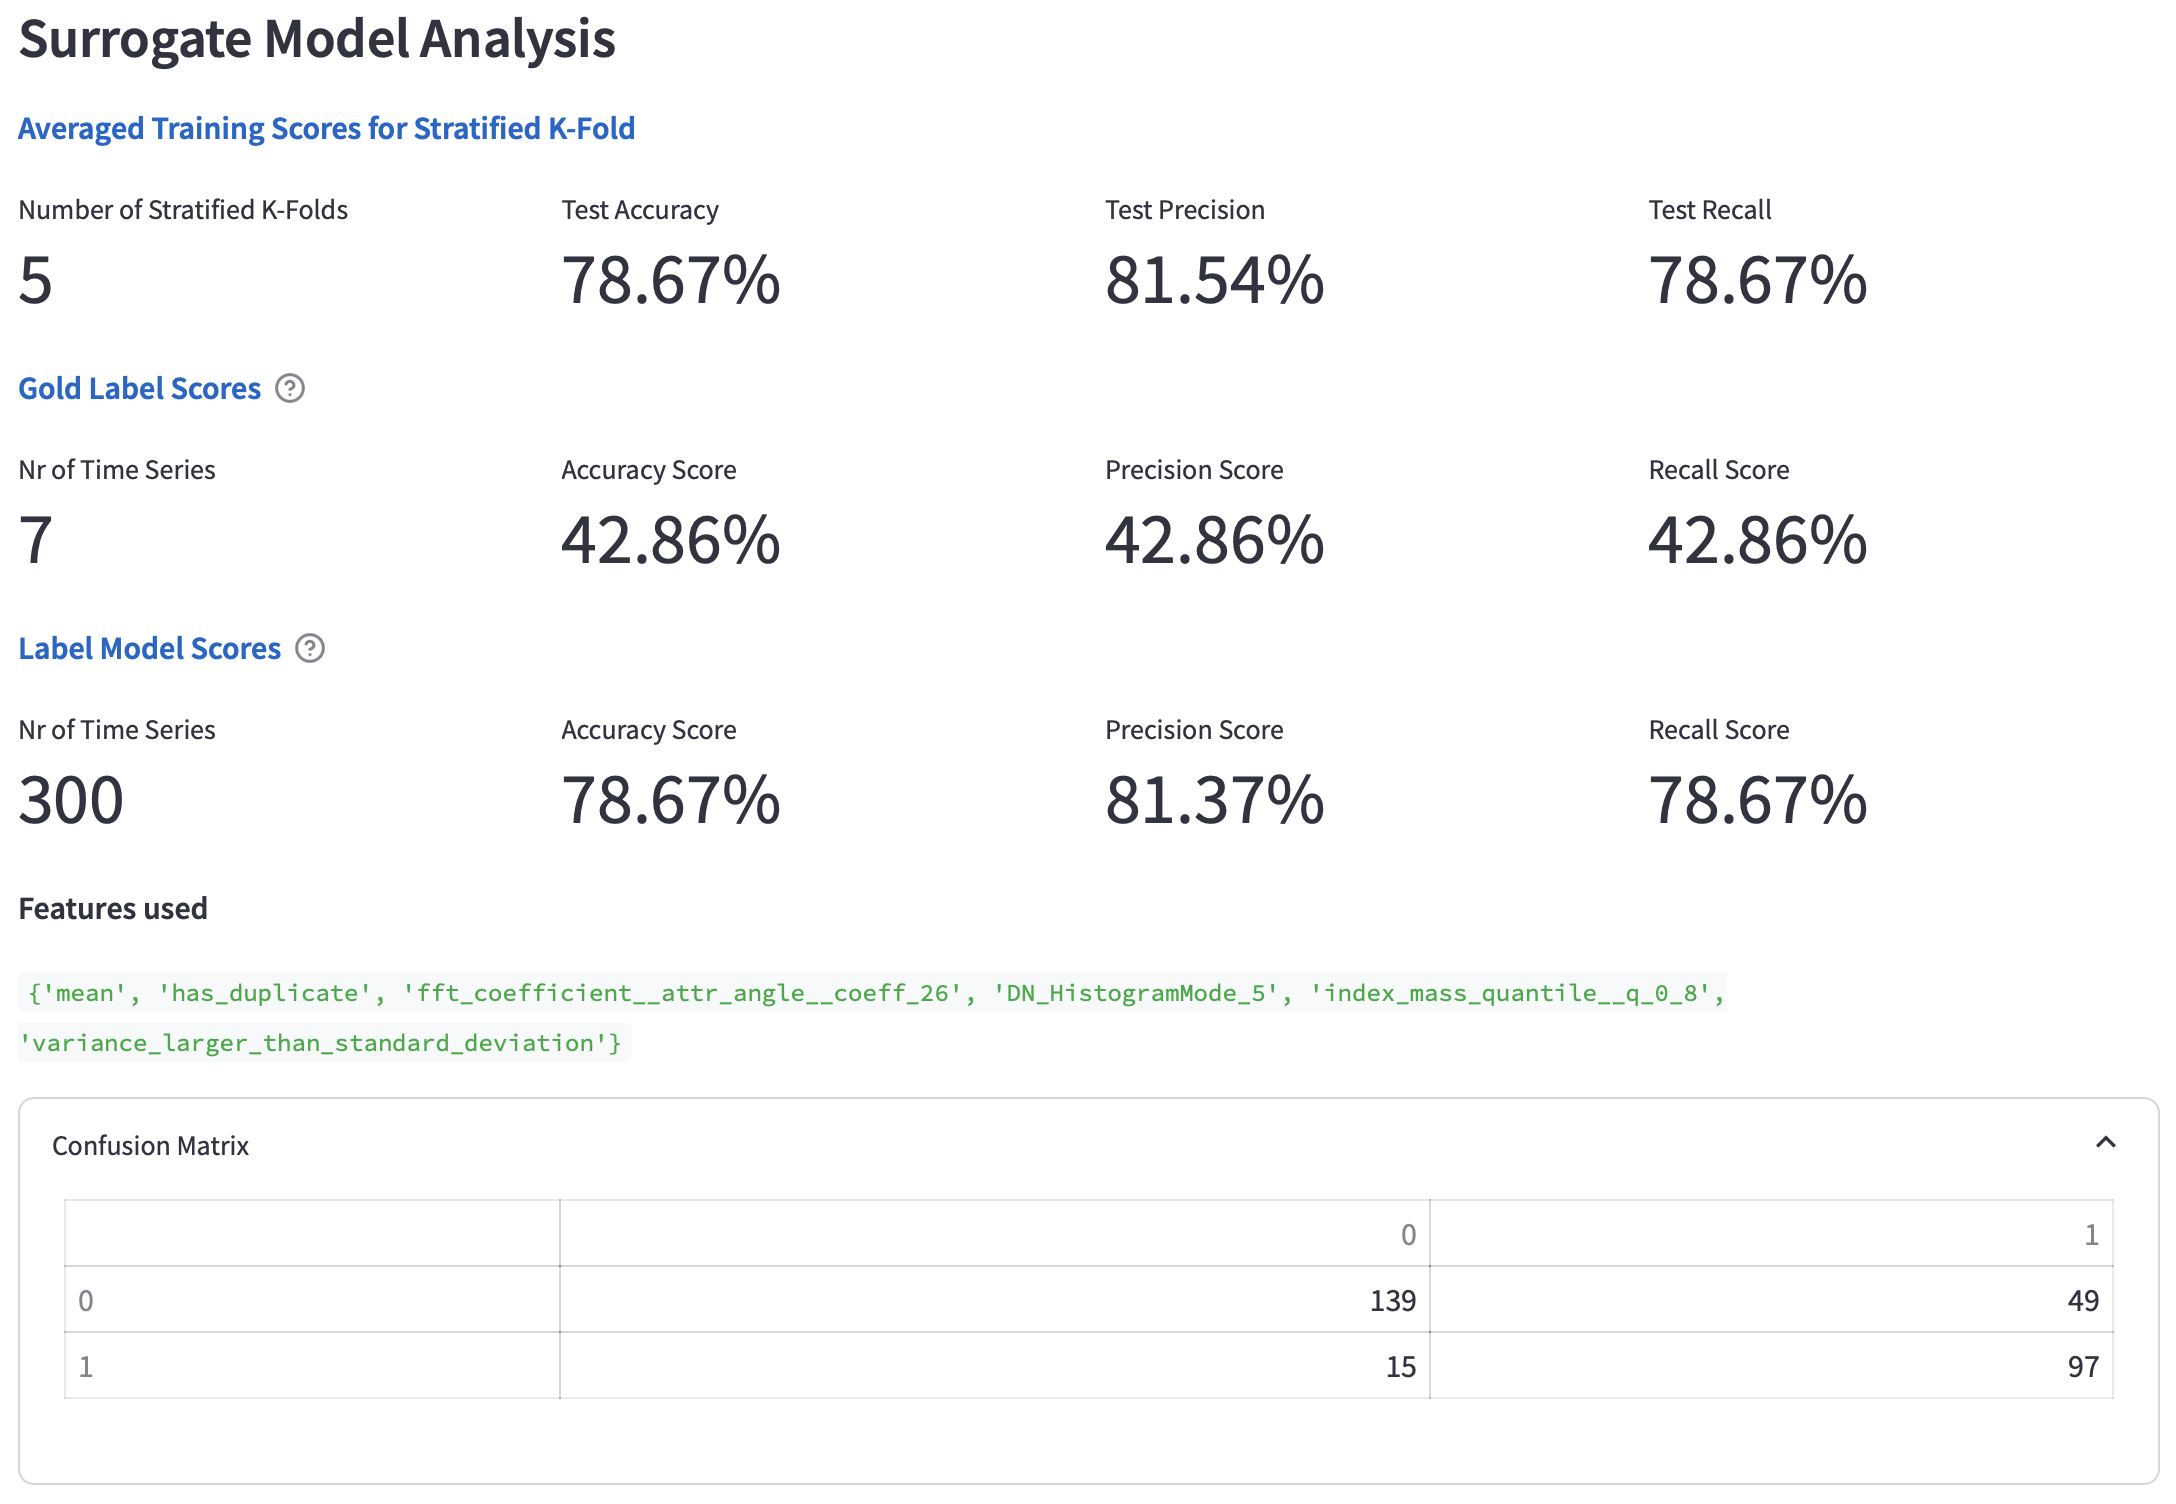 Surrogate Model Analysis
Averaged Training Scores for Stratified K-Fold
Number of Stratified K-Folds Test Accuracy Test Precision Test Recall
5 78.67% 81.54% 78.67%
Gold Label Scores ?
Nr of Time Series Accuracy Score Precision Score Recall Score
7 42.86% 42.86% 42.86%
Label Model Scores ?
Nr of Time Series Accuracy Score Precision Score Recall Score
300 78.67% 81.37% 78.67%
Features used
{'mean', 'has_duplicate', 'fft_coefficient__attr_angle__coeff_26', 'DN_HistogramMode_5', 'index_mass_quantile__q_0_8',
'variance_larger_than_standard_deviation'}
Confusion Matrix
0 1
0 139 49
1 15 97